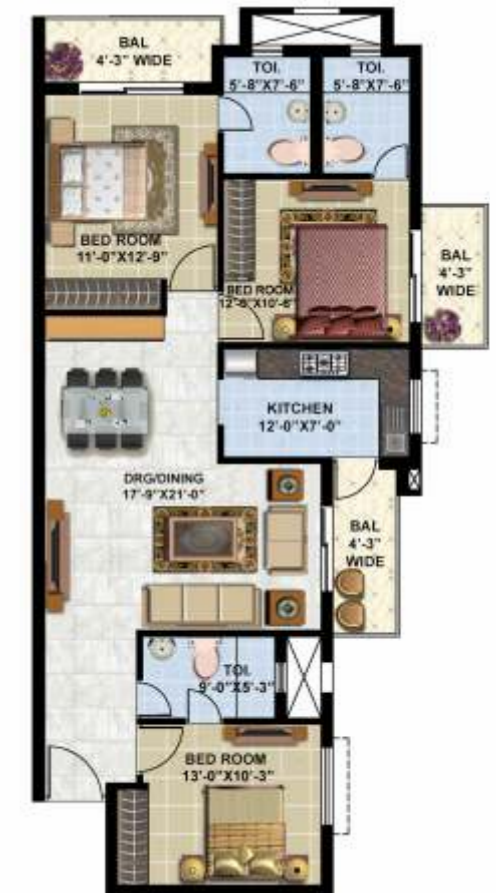 BAL
4'-3" WIDE
TOI.
5'-8"X7'-6"
TOI.
5'-8"X7'-6"
BED ROOM
11'-0"X12'-9"
BED ROOM
12'-6"X10'-6"
BAL
4'-3"
WIDE
KITCHEN
12'-0"X7'-0"
DRG/DINING
17'-9"X21'-0"
BAL
4'-3"
WIDE
TOI.
9'-0"X5'-3"
BED ROOM
13'-0"X10'-3"